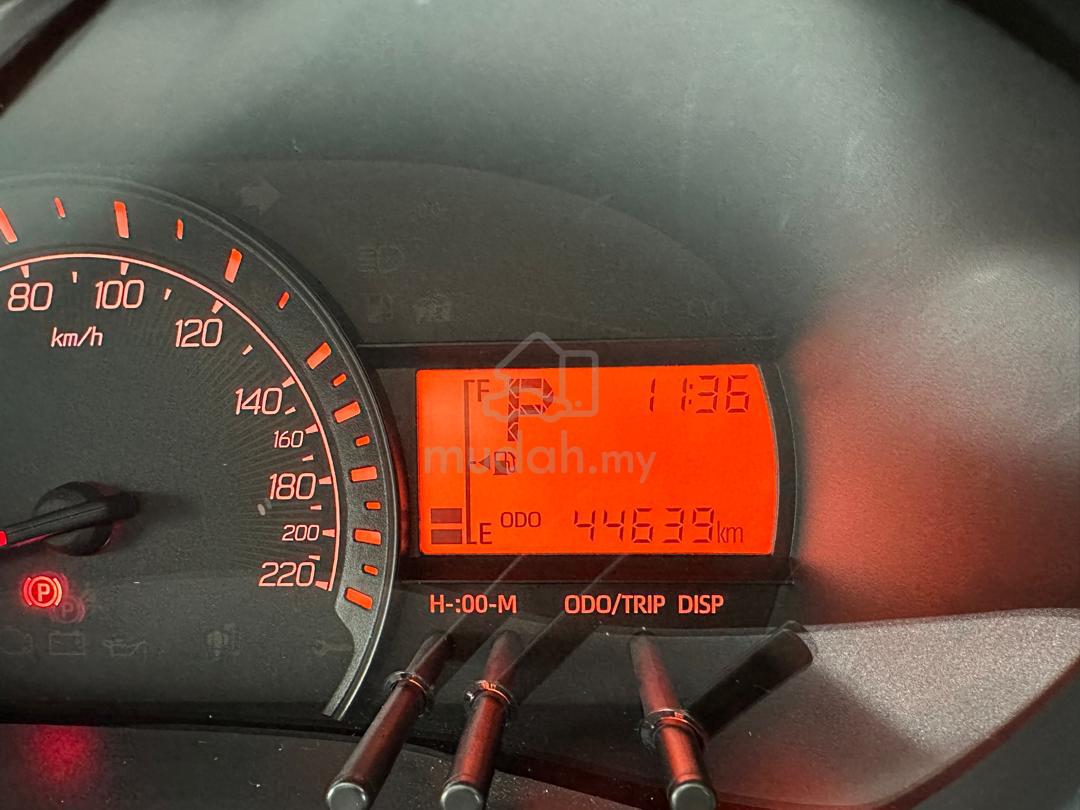 80
100
120
km/h
140
160
180
200
220
F
P
11:36
mudah.my
E
ODO
44639km
H-:00-M
ODO/TRIP
DISP
P